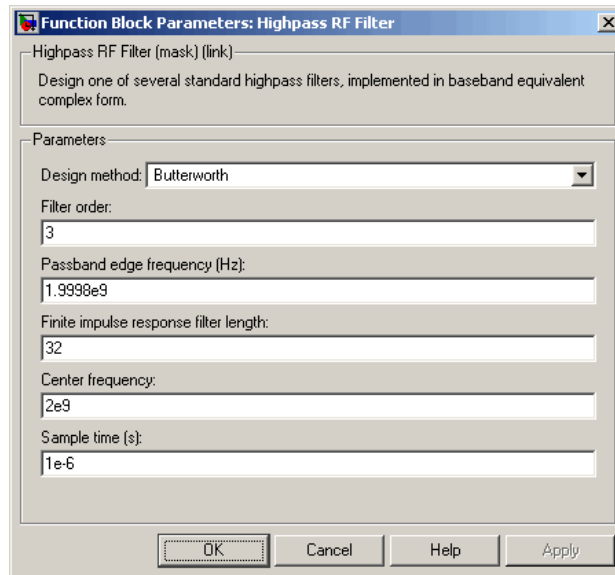 Function Block Parameters: Highpass RF Filter
Highpass RF Filter (mask) (link)
Design one of several standard highpass filters, implemented in baseband equivalent
complex form.
Parameters
Design method: Butterworth
Filter order:
3
Passband edge frequency (Hz):
1.9998e9
Finite impulse response filter length:
32
Center frequency:
2e9
Sample time (s):
1e-6
OK Cancel Help Apply